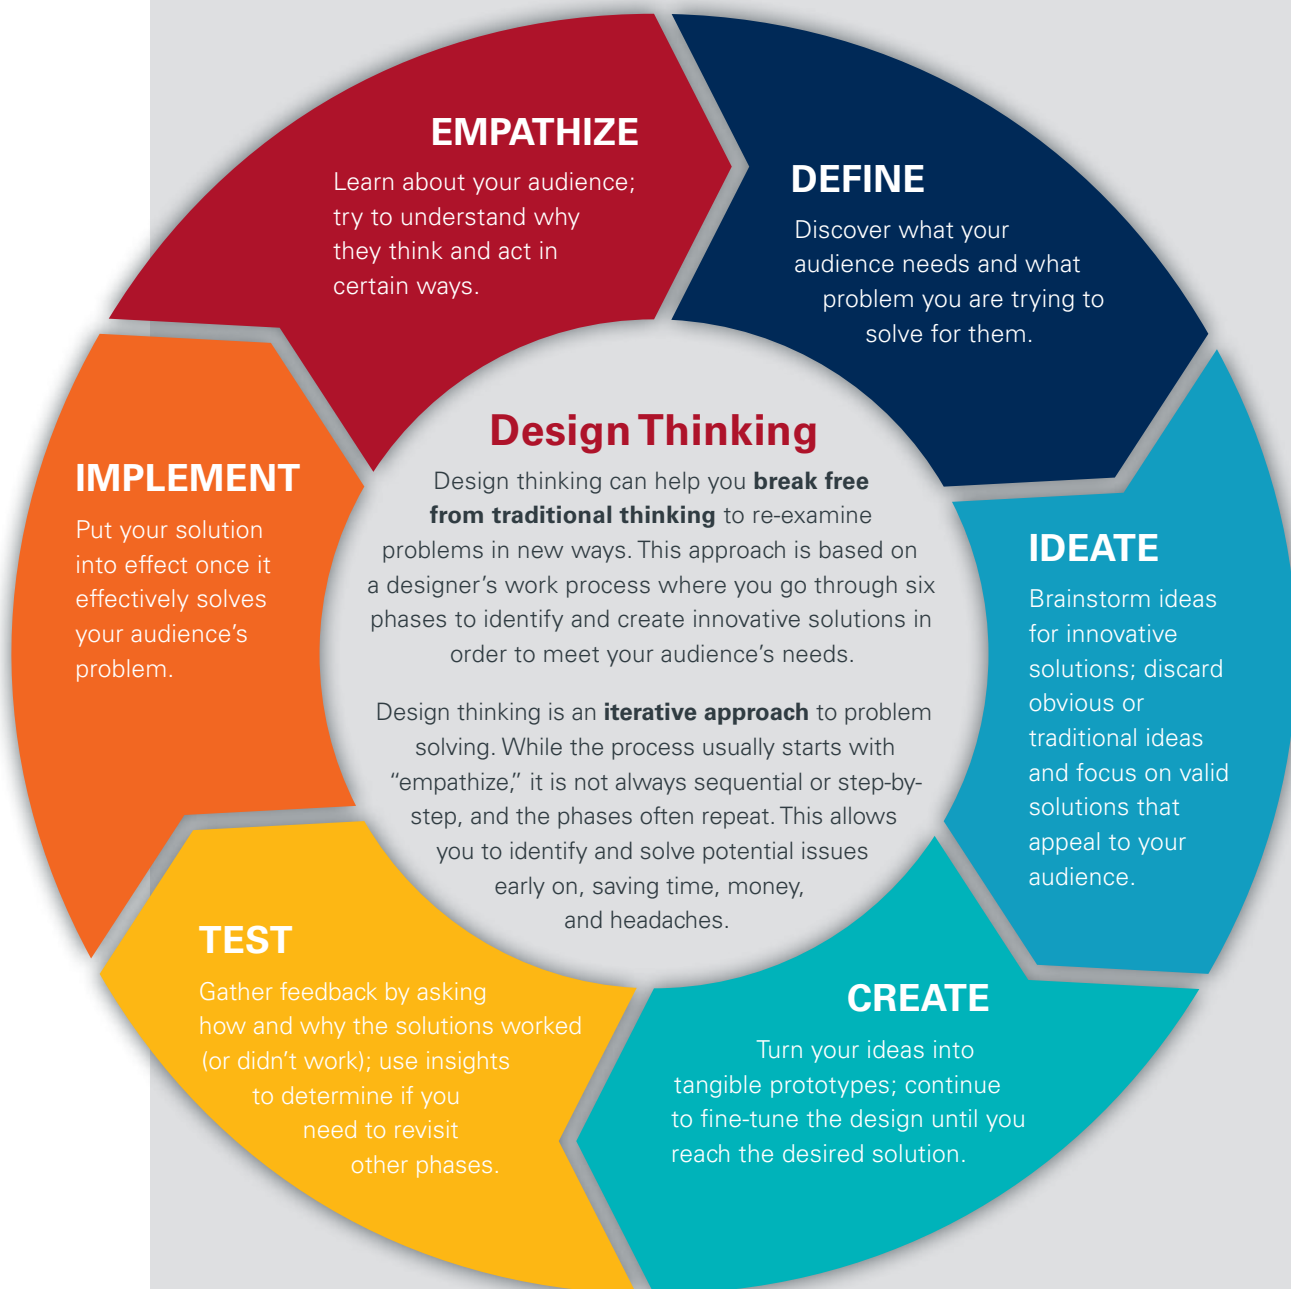 EMPATHIZE
Learn about your audience;
try to understand why
they think and act in
certain ways.
DEFINE
Discover what your
audience needs and what
problem you are trying to
solve for them.
IDEATE
Brainstorm ideas
for innovative
solutions; discard
obvious or
traditional ideas
and focus on valid
solutions that
appeal to your
audience.
CREATE
Turn your ideas into
tangible prototypes; continue
to fine-tune the design until you
reach the desired solution.
TEST
Gather feedback by asking
how and why the solutions worked
(or didn’t work); use insights
to determine if you
need to revisit
other phases.
IMPLEMENT
Put your solution
into effect once it
effectively solves
your audience’s
problem.
Design Thinking
Design thinking can help you break free
from traditional thinking to re-examine
problems in new ways. This approach is based on
a designer’s work process where you go through six
phases to identify and create innovative solutions in
order to meet your audience’s needs.
Design thinking is an iterative approach to problem
solving. While the process usually starts with
“empathize,” it is not always sequential or step-by-
step, and the phases often repeat. This allows
you to identify and solve potential issues
early on, saving time, money,
and headaches.